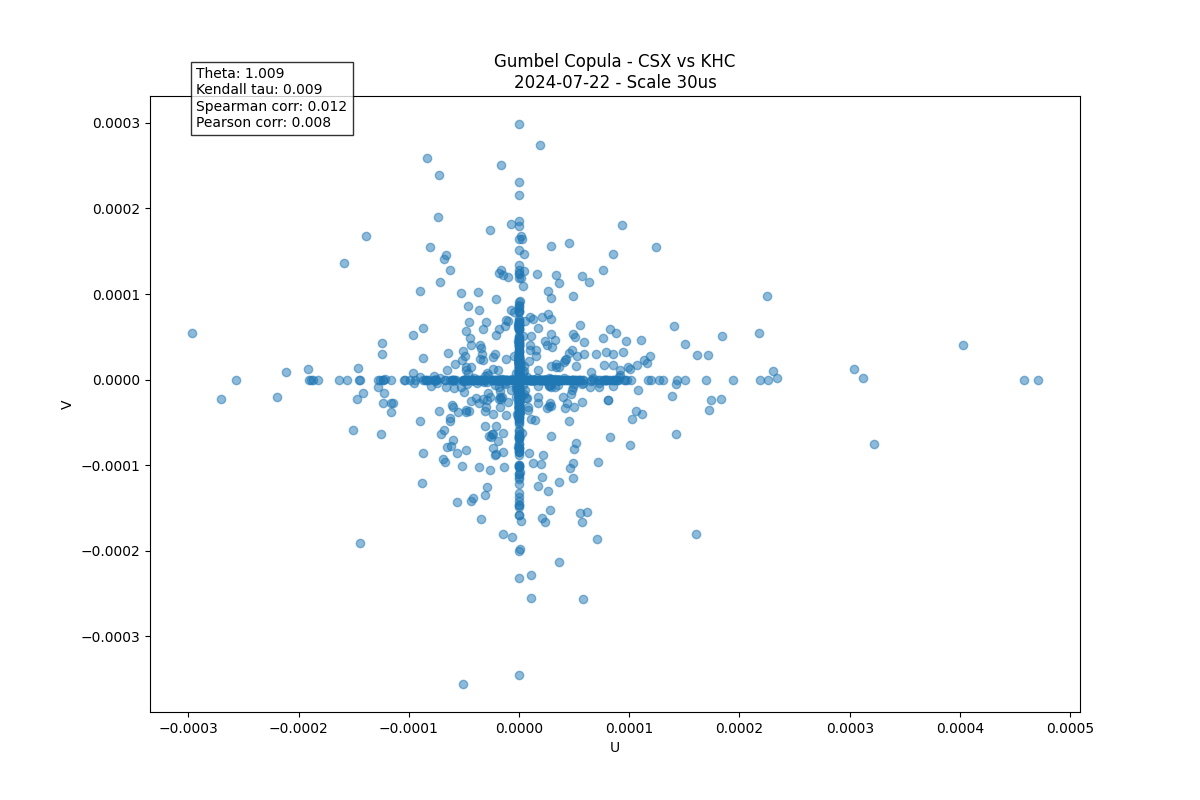 Gumbel Copula - CSX vs KHC
2024-07-22 - Scale 30us
Theta: 1.009
Kendall tau: 0.009
Spearman corr: 0.012
Pearson corr: 0.008
0.0003
0.0002
0.0001
0.0000
−0.0001
−0.0002
−0.0003
V
−0.0003 −0.0002 −0.0001 0.0000 0.0001 0.0002 0.0003 0.0004 0.0005
U